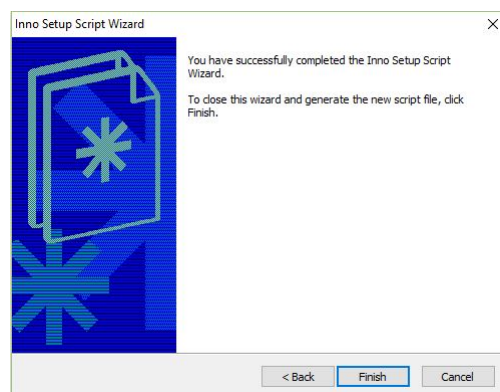 Inno Setup Script Wizard
You have successfully completed the Inno Setup Script
Wizard.
To close this wizard and generate the new script file, click
Finish.
< Back
Finish
Cancel